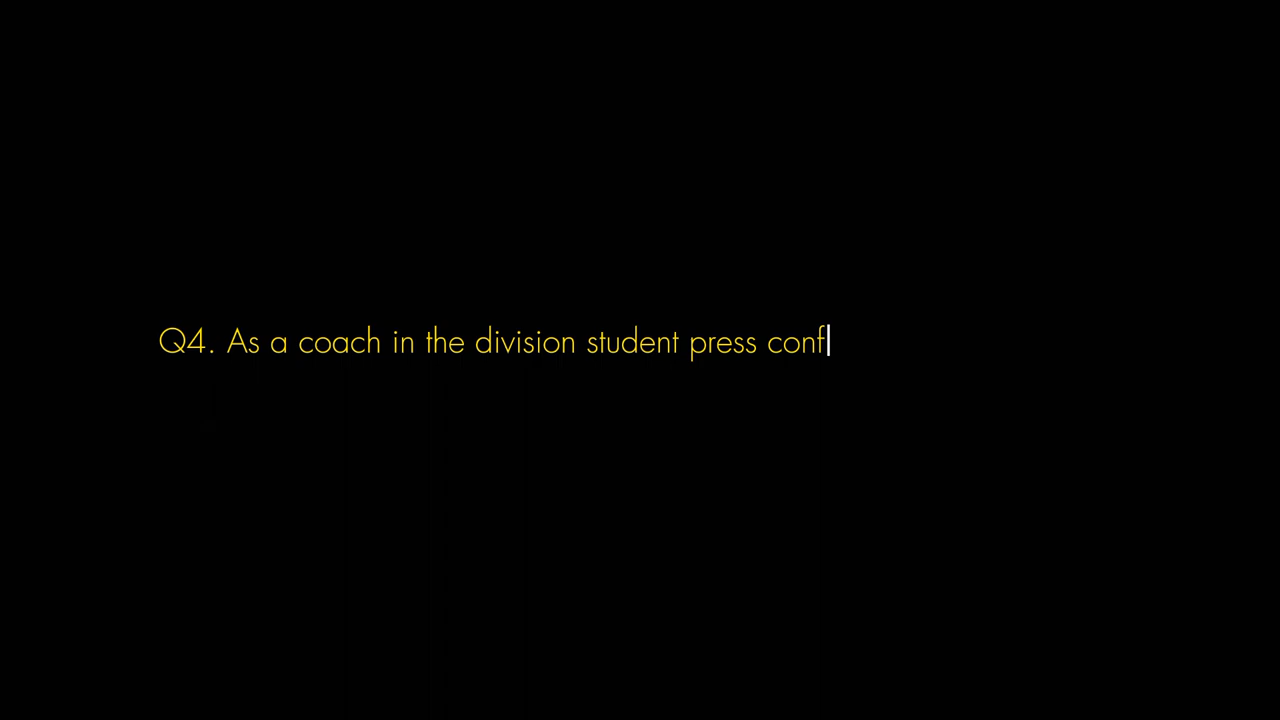 Q4. As a coach in the division student press conf